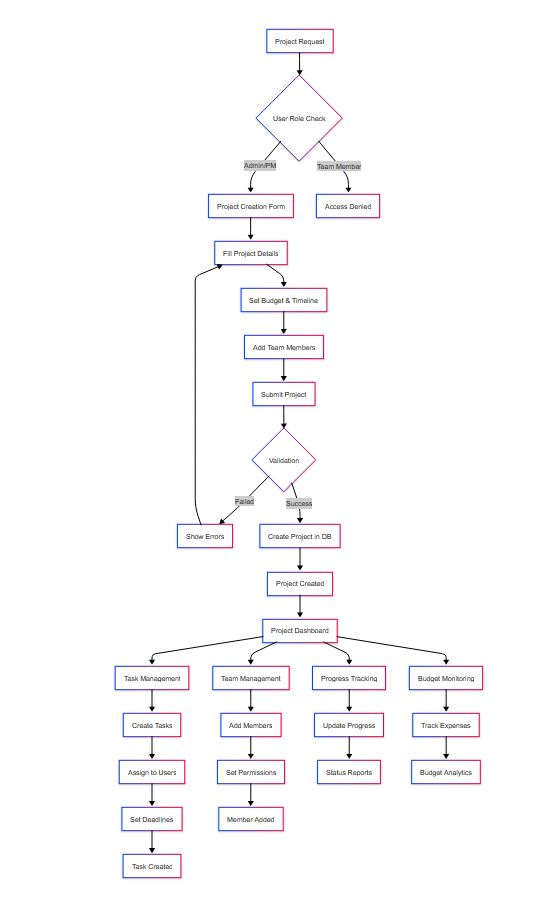 Project Request
User Role Check
Admin/PM
Team Member
Project Creation Form
Access Denied
Fill Project Details
Set Budget & Timeline
Add Team Members
Submit Project
Validation
Failed
Success
Show Errors
Create Project in DB
Project Created
Project Dashboard
Task Management
Team Management
Progress Tracking
Budget Monitoring
Create Tasks
Add Members
Update Progress
Track Expenses
Assign to Users
Set Permissions
Status Reports
Budget Analytics
Set Deadlines
Member Added
Task Created